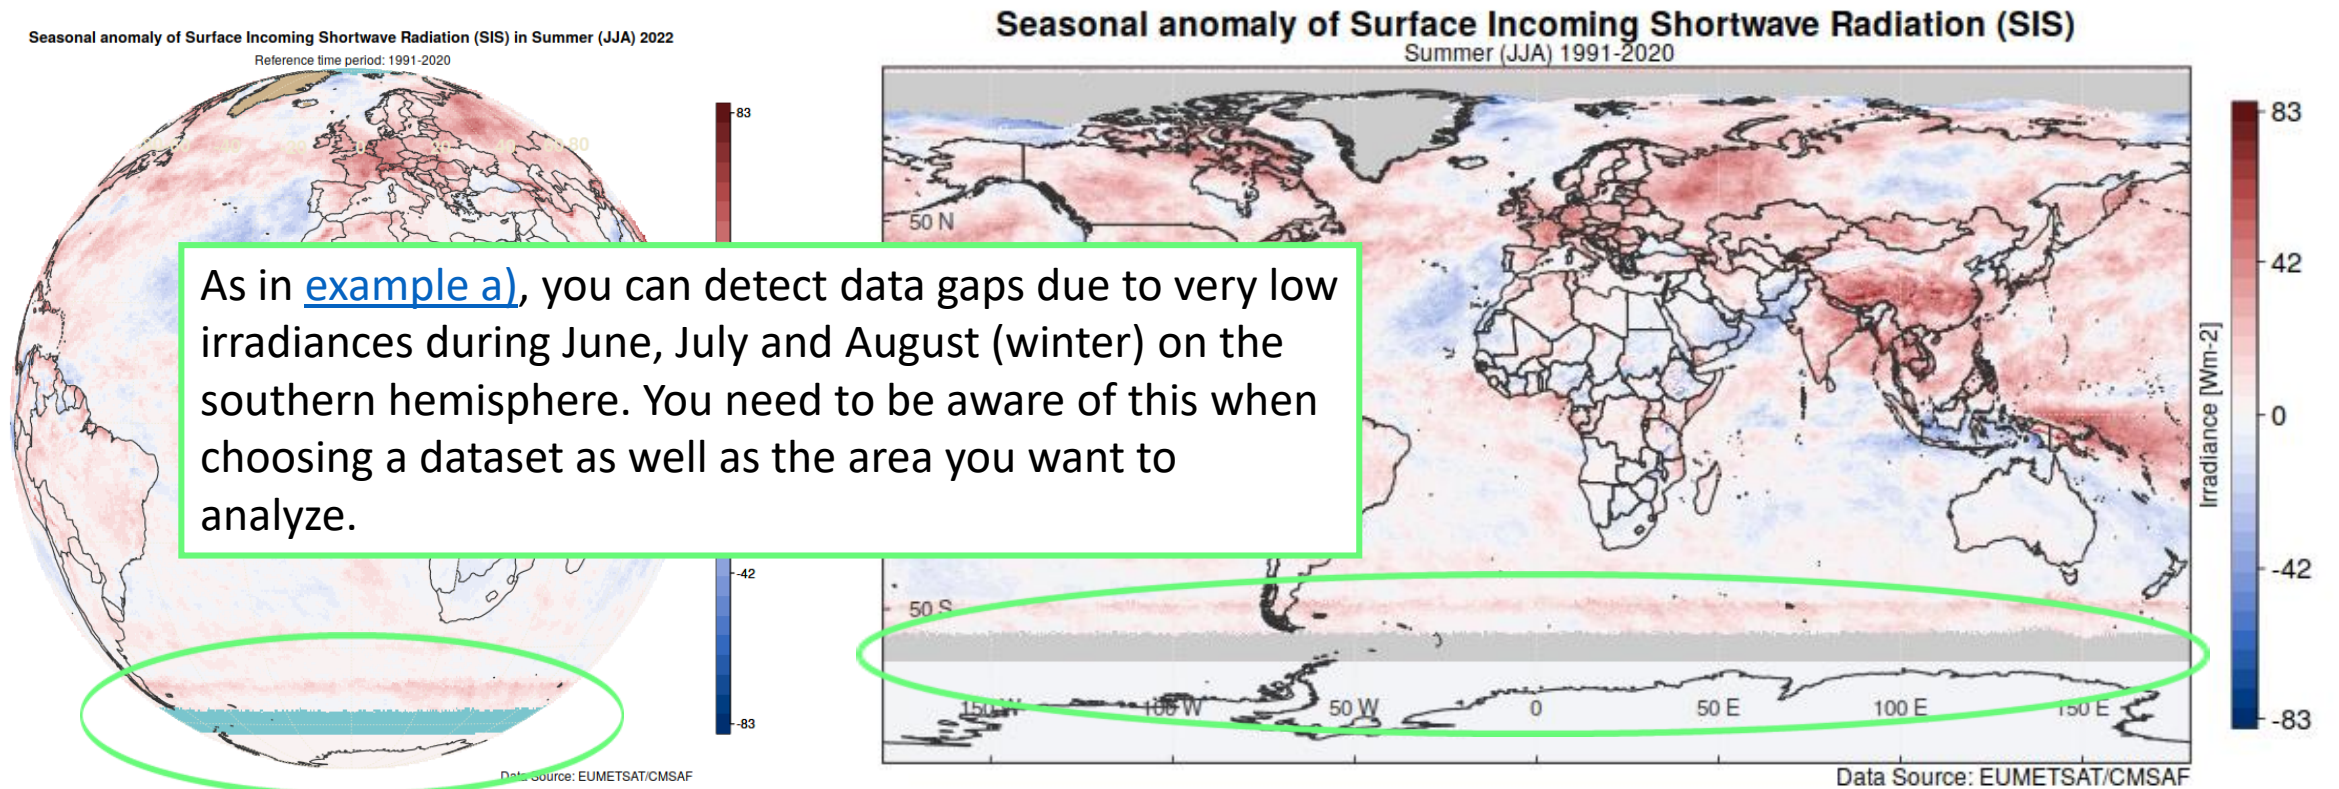 Seasonal anomaly of Surface Incoming Shortwave Radiation (SIS) in Summer (JJA) 2022
Reference time period: 1991-2020
83
-42
-83
20
0
20
40
80
Data Source: EUMETSAT/CMSAF
As in example a), you can detect data gaps due to very low
irradiances during June, July and August (winter) on the
southern hemisphere. You need to be aware of this when
choosing a dataset as well as the area you want to
analyze.
Seasonal anomaly of Surface Incoming Shortwave Radiation (SIS)
Summer (JJA) 1991-2020
50 N
50 S
150 W
100 W
50 W
0
50 E
100 E
150 E
83
42
0
-42
-83
Irradiance [Wm-2]
Data Source: EUMETSAT/CMSAF